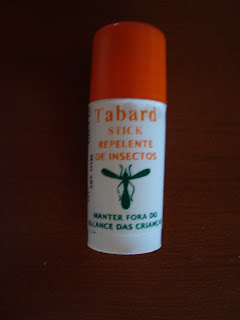 Tabard
STICK
REPELENTE
DE INSECTOS
MANTER FORA DO
ALCANCE DAS CRIANÇAS